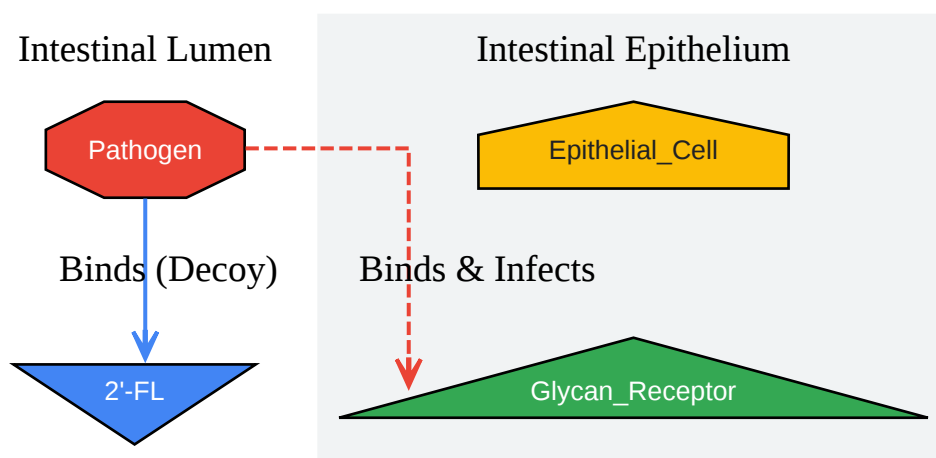 Intestinal Lumen
Intestinal Epithelium
Pathogen
Epithelial_Cell
Binds (Decoy)
Binds & Infects
2'-FL
Glycan_Receptor